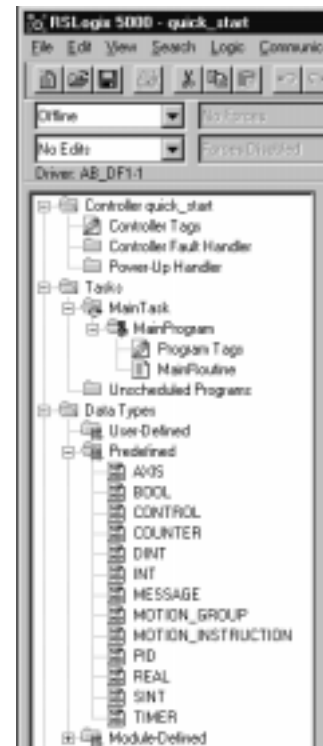 RSLogix 5000 - quick_start
File Edit View Search Logic Communic
Offline
No Forces
No Edits
Forces Disabled
Driver: AB_DF1-1
Controller quick_start
Controller Tags
Controller Fault Handler
Power-Up Handler
Tasks
MainTask
MainProgram
Program Tags
MainRoutine
Unscheduled Programs
Data Types
User-Defined
Predefined
AXIS
BOOL
CONTROL
COUNTER
DINT
INT
MESSAGE
MOTION_GROUP
MOTION_INSTRUCTION
PID
REAL
SINT
TIMER
Module-Defined